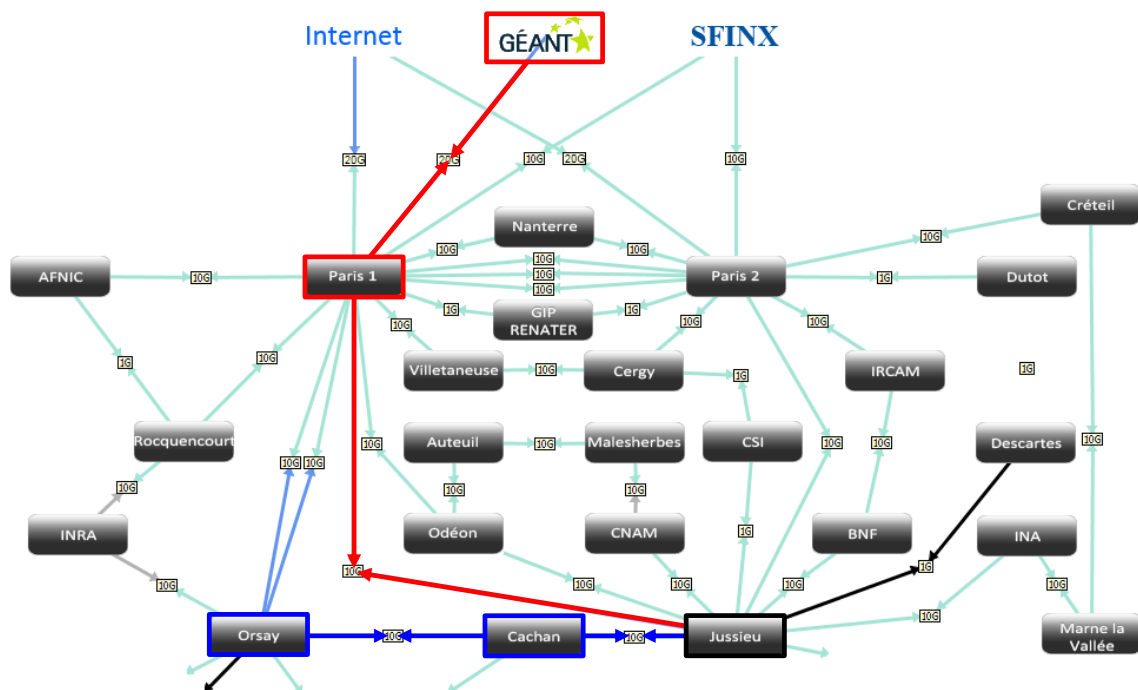 Internet
GÉANT
SFINX
20G
20G
10G
20G
10G
Créteil
Nanterre
10G
10G
10G
10G
AFNIC
10G
Paris 1
10G
Paris 2
1G
Dutot
10G
1G
GIP
RENATER
1G
10G
10G
10G
1G
10G
Villetaneuse
10G
Cergy
1G
IRCAM
1G
Rocquencourt
Auteuil
10G
Malesherbes
CSI
10G
10G
Descartes
10G
10G
10G
10G
10G
10G
10G
INRA
Odéon
CNAM
1G
BNF
INA
10G
1G
10G
10G
10G
10G
10G
10G
Orsay
10G
Cachan
10G
Jussieu
Marne la
Vallée